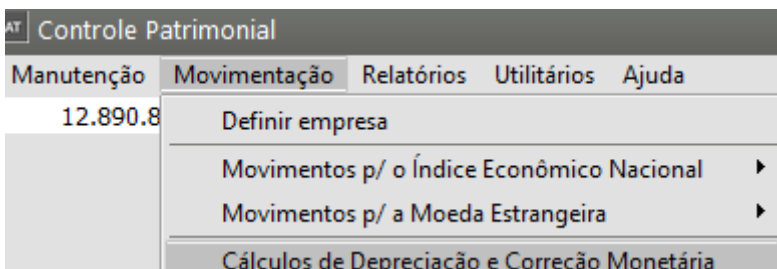 AT Controle Patrimonial
Manutenção Movimentação Relatórios Utilitários Ajuda
12.890.8
Definir empresa
Movimentos p/ o Índice Econômico Nacional
Movimentos p/ a Moeda Estrangeira
Cálculos de Depreciação e Correção Monetária